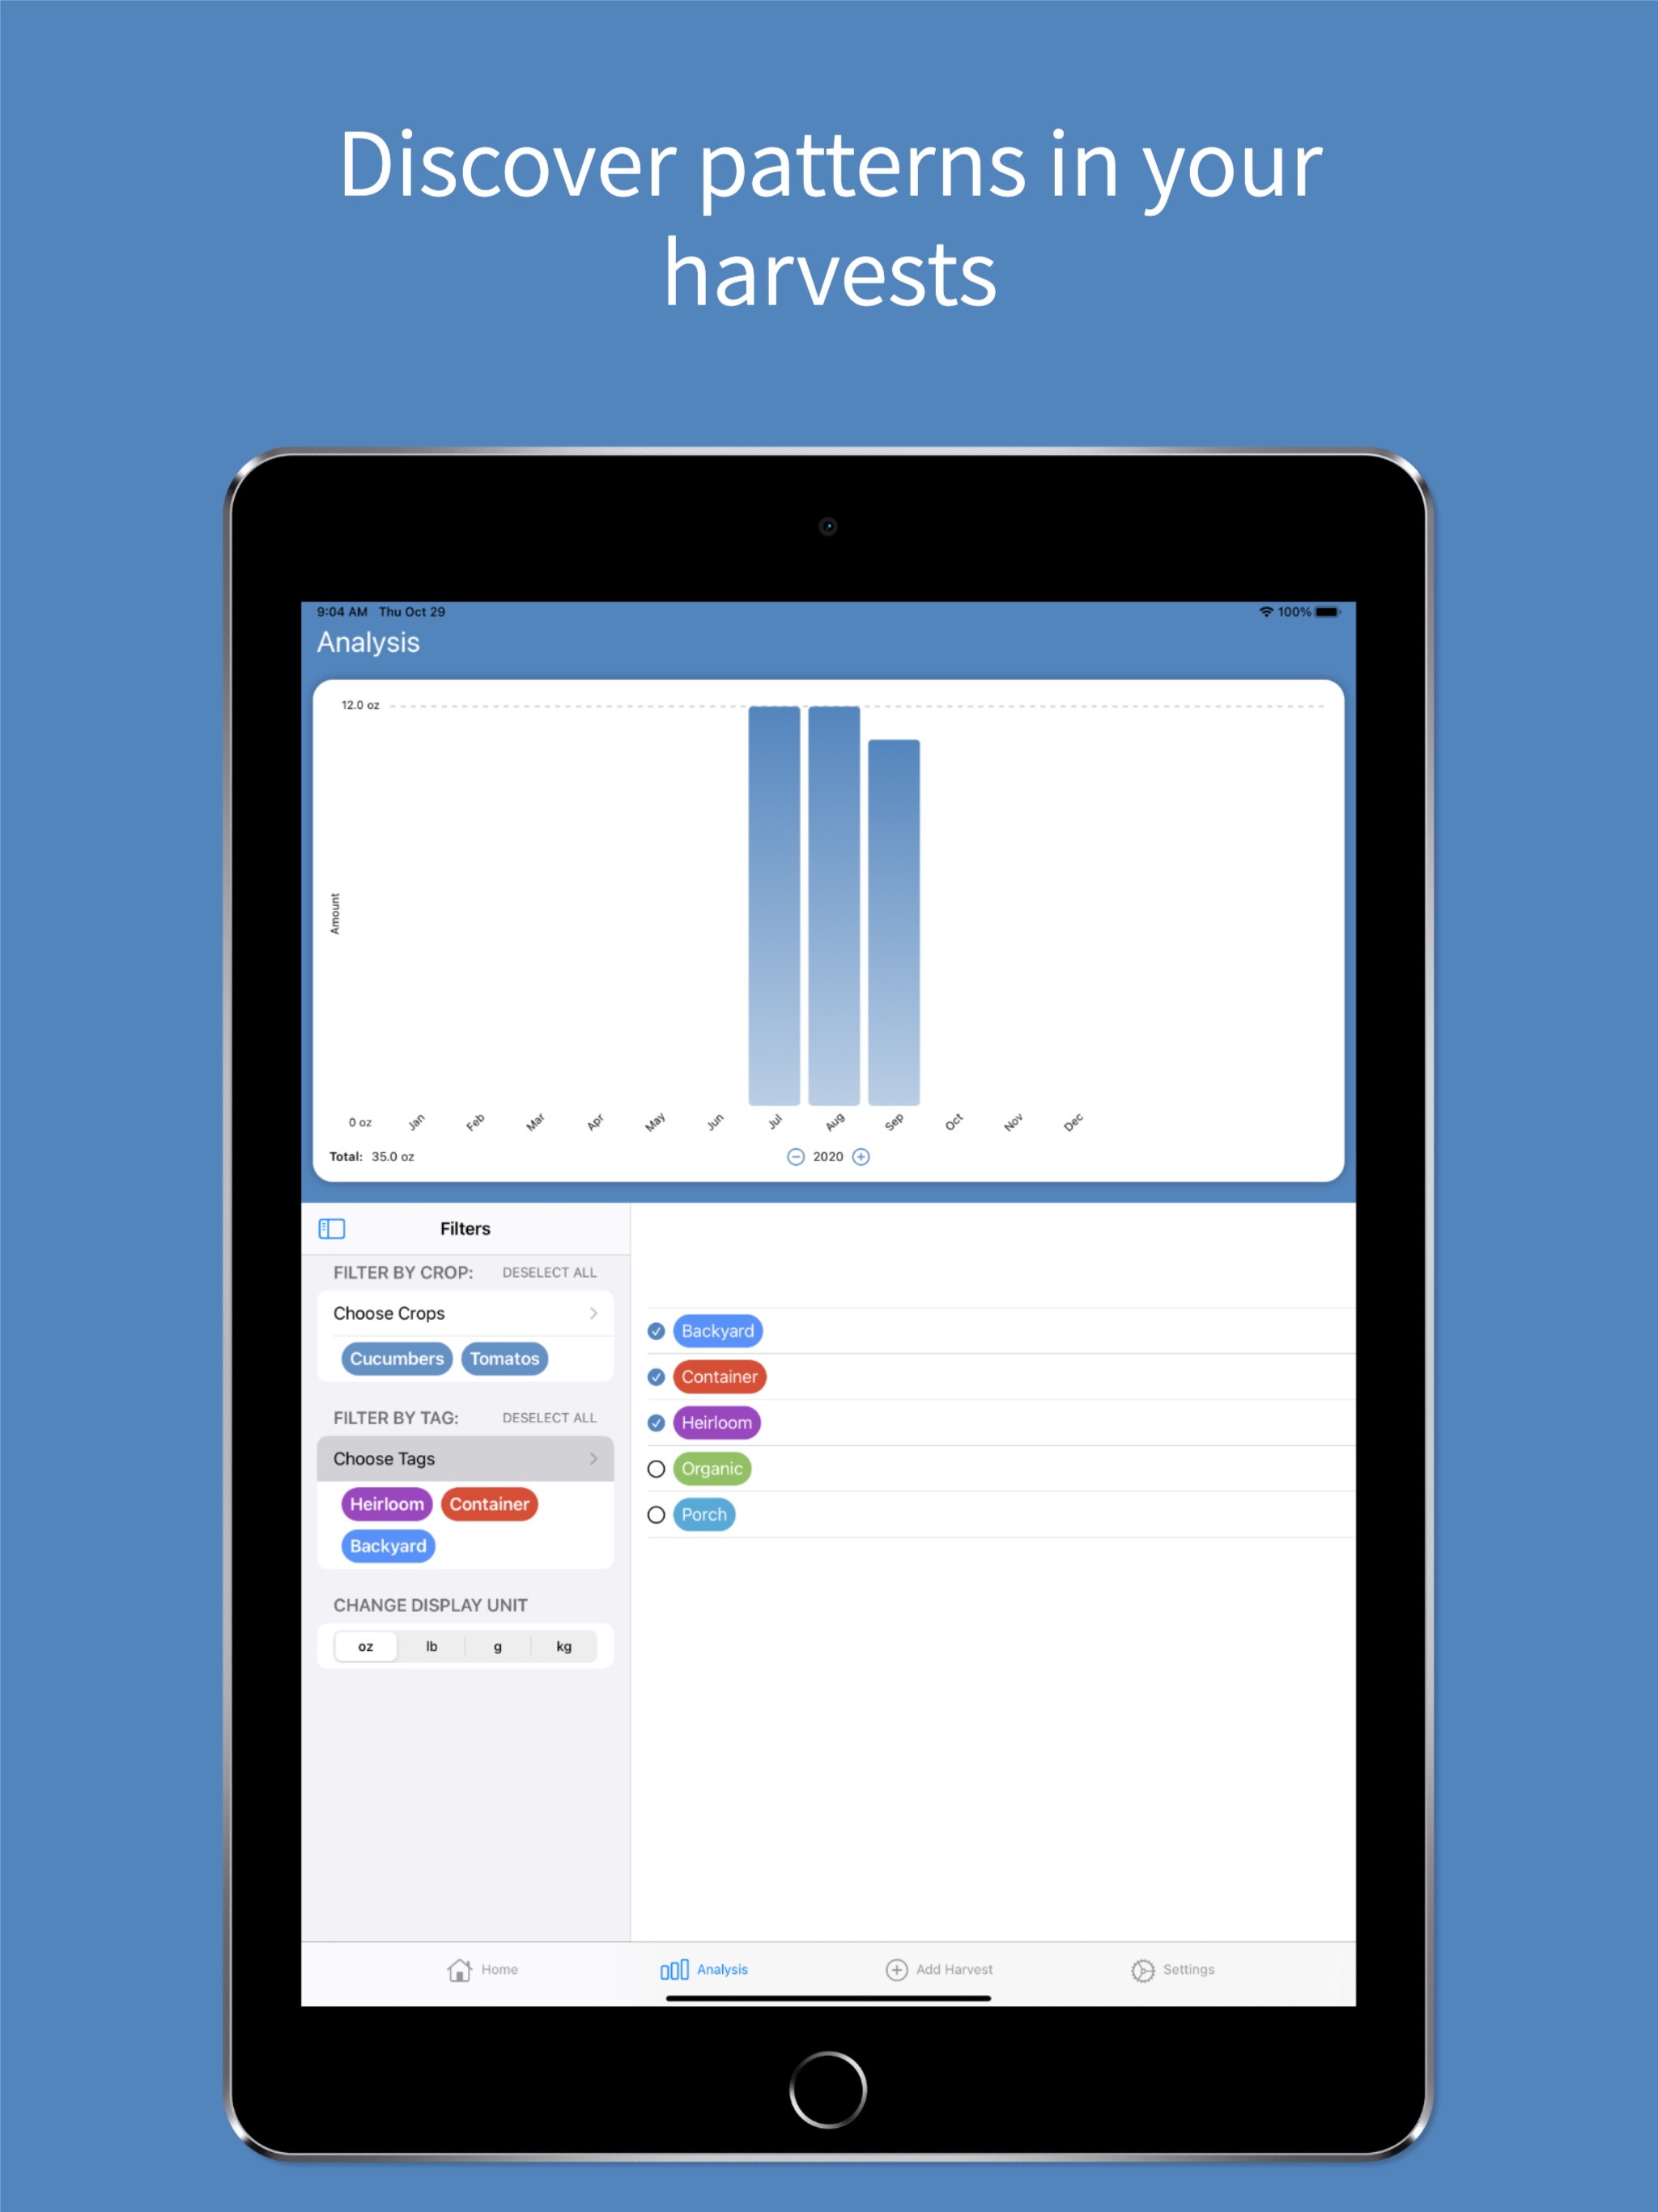 Discover patterns in your
harvests
9:04 AM Thu Oct 29
100%
Analysis
12.0 oz
Amount
0 oz
Jan
Feb
Mar
Apr
May
Jun
Jul
Aug
Sep
Oct
Nov
Dec
Total: 35.0 oz
2020
Filters
FILTER BY CROP: DESELECT ALL
Choose Crops
Cucumbers Tomatos
FILTER BY TAG: DESELECT ALL
Choose Tags
Heirloom Container
Backyard
CHANGE DISPLAY UNIT
oz lb g kg
Backyard
Container
Heirloom
Organic
Porch
Home Analysis Add Harvest Settings